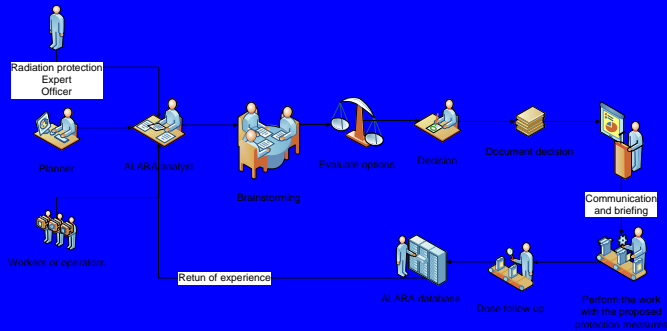 Radiation protection
Expert
Officer
Planner
ALARA analyst
Workers or operators
Brainstorming
Evaluate options
Decision
Document decision
Communication
and briefing
Perform the work
with the proposed
protection measures
Dose follow up
ALARA database
Retun of experience